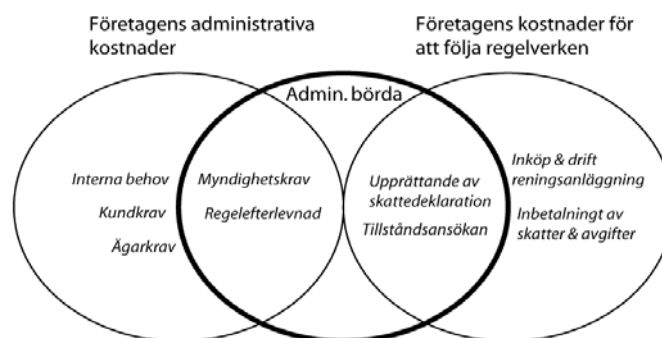 Företagens administrativa
kostnader
Företagens kostnader för
att följa regelverken
Admin. börda
Interna behov
Kundkrav
Ägarkrav
Myndighetskrav
Regelefterlevnad
Upprättande av
skattedeklaration
Tillståndsansökan
Inköp & drift
reningsanläggning
Inbetalningt av
skatter & avgifter